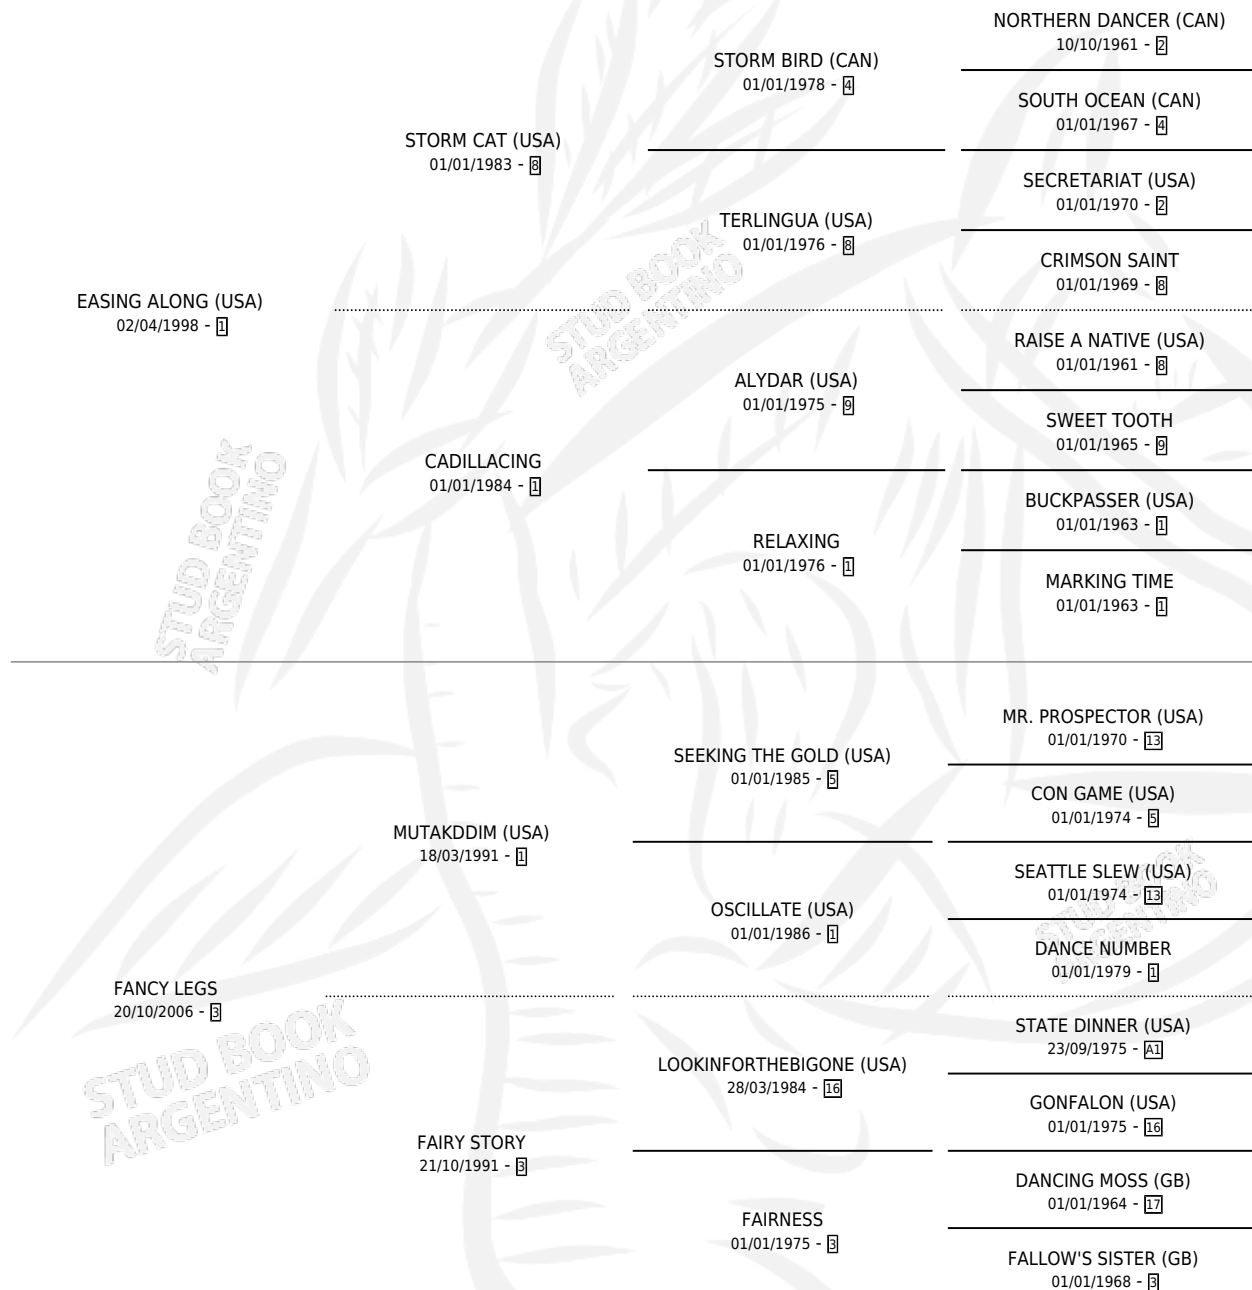 NORTHERN DANCER (CAN)
10/10/1961 - 2
STORM BIRD (CAN)
01/01/1978 - 4
SOUTH OCEAN (CAN)
01/01/1967 - 4
STORM CAT (USA)
01/01/1983 - 8
SECRETARIAT (USA)
01/01/1970 - 2
TERLINGUA (USA)
01/01/1976 - 8
CRIMSON SAINT
01/01/1969 - 8
EASING ALONG (USA)
02/04/1998 - 1
RAISE A NATIVE (USA)
01/01/1961 - 8
ALYDAR (USA)
01/01/1975 - 9
SWEET TOOTH
01/01/1965 - 9
CADILLACING
01/01/1984 - 1
BUCKPASSER (USA)
01/01/1963 - 1
RELAXING
01/01/1976 - 1
MARKING TIME
01/01/1963 - 1
MR. PROSPECTOR (USA)
01/01/1970 - 13
SEEKING THE GOLD (USA)
01/01/1985 - 5
CON GAME (USA)
01/01/1974 - 5
MUTAKDDIM (USA)
18/03/1991 - 1
SEATTLE SLEW (USA)
01/01/1974 - 13
OSCILLATE (USA)
01/01/1986 - 1
DANCE NUMBER
01/01/1979 - 1
FANCY LEGS
20/10/2006 - 3
STATE DINNER (USA)
23/09/1975 - A1
LOOKINFORTHEBIGONE (USA)
28/03/1984 - 16
GONFALON (USA)
01/01/1975 - 16
FAIRY STORY
21/10/1991 - 3
DANCING MOSS (GB)
01/01/1964 - 17
FAIRNESS
01/01/1975 - 3
FALLOW'S SISTER (GB)
01/01/1968 - 3
STUD BOOK
ARGENTINO
STUD BOOK
ARGENTINO
STUD BOOK
ARGENTINO
STUD BOOK
ARGENTINO